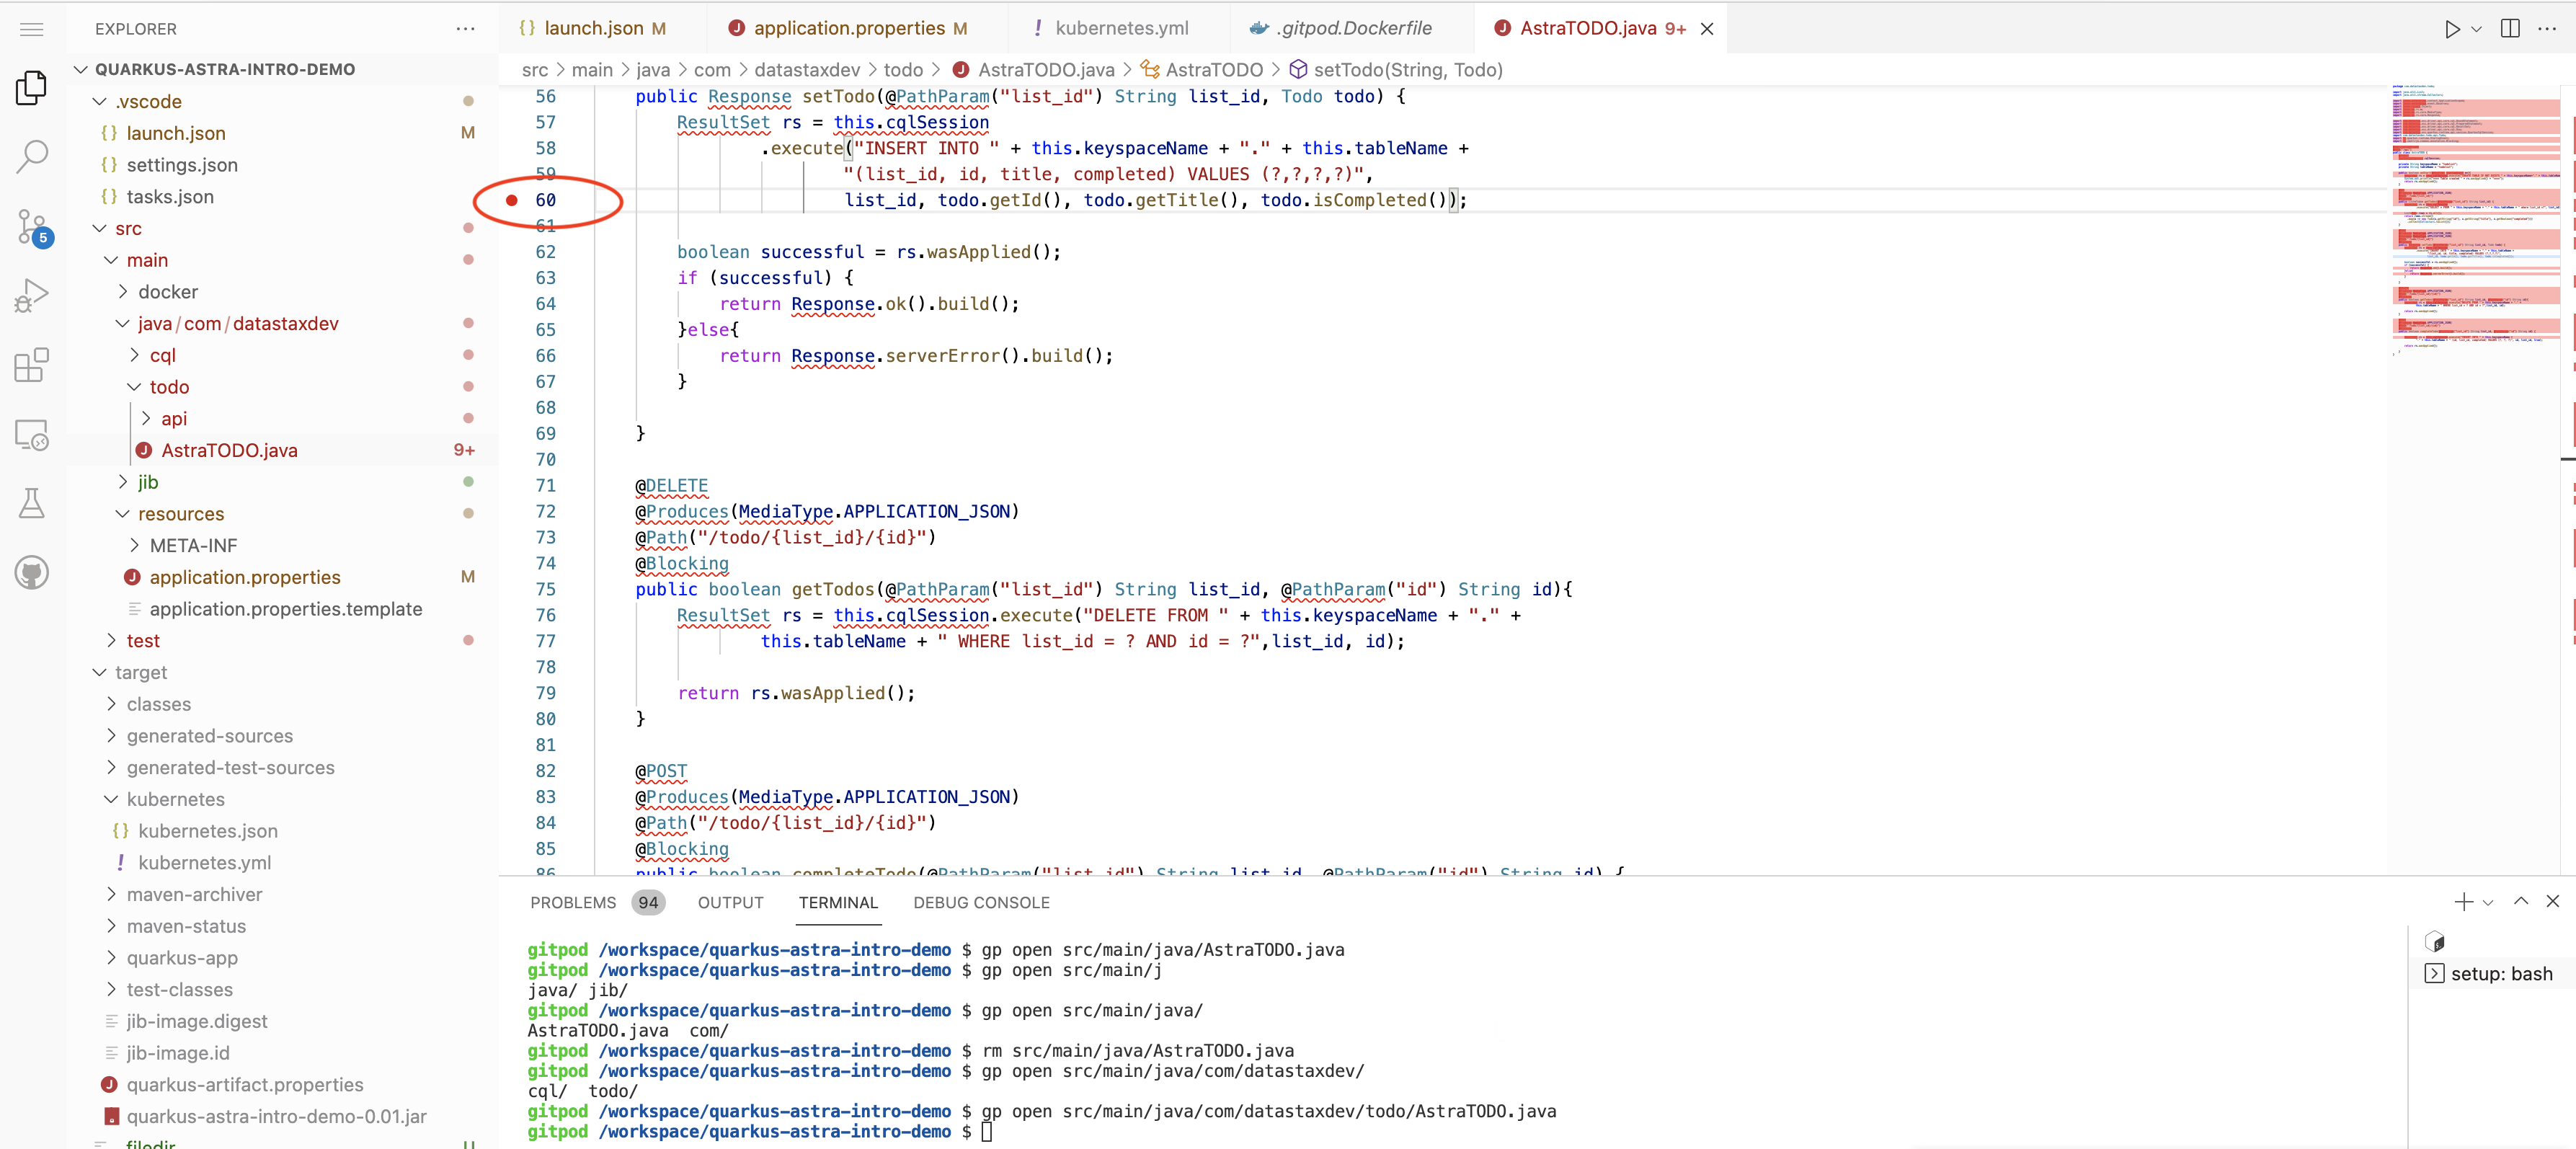 EXPLORER
QUARKUS-ASTRA-INTRO-DEMO
.vscode
{} launch.json M
{} settings.json
{} tasks.json
5
src
main
docker
java/com/datastaxdev
cql
todo
api
J AstraTODO.java 9+
jib
resources
META-INF
J application.properties M
application.properties.template
test
target
classes
generated-sources
generated-test-sources
kubernetes
{} kubernetes.json
! kubernetes.yml
maven-archiver
maven-status
quarkus-app
test-classes
jib-image.digest
jib-image.id
J quarkus-artifact.properties
quarkus-astra-intro-demo-0.01.jar
filedir U
{} launch.json M
J application.properties M
! kubernetes.yml
.gitpod.Dockerfile
J AstraTODO.java 9+
src > main > java > com > datastaxdev > todo > J AstraTODO.java > AstraTODO > setTodo(String, Todo)
56 public Response setTodo(@PathParam("list_id") String list_id, Todo todo) {
57 ResultSet rs = this.cqlSession
58 .execute("INSERT INTO " + this.keyspaceName + "." + this.tableName +
59 "(list_id, id, title, completed) VALUES (?,?,?,?)",
60 list_id, todo.getId(), todo.getTitle(), todo.isCompleted());
61
62 boolean successful = rs.wasApplied();
63 if (successful) {
64 return Response.ok().build();
65 }else{
66 return Response.serverError().build();
67 }
68
69 }
70
71 @DELETE
72 @Produces(MediaType.APPLICATION_JSON)
73 @Path("/todo/{list_id}/{id}")
74 @Blocking
75 public boolean getTodos(@PathParam("list_id") String list_id, @PathParam("id") String id){
76 ResultSet rs = this.cqlSession.execute("DELETE FROM " + this.keyspaceName + "." +
77 this.tableName + " WHERE list_id = ? AND id = ?",list_id, id);
78
79 return rs.wasApplied();
80 }
81
82 @POST
83 @Produces(MediaType.APPLICATION_JSON)
84 @Path("/todo/{list_id}/{id}")
85 @Blocking
86 public boolean completeTodo(@PathParam("list_id") String list_id, @PathParam("id") String id) {
PROBLEMS 94 OUTPUT TERMINAL DEBUG CONSOLE
gitpod /workspace/quarkus-astra-intro-demo $ gp open src/main/java/AstraTODO.java
gitpod /workspace/quarkus-astra-intro-demo $ gp open src/main/j
java/ jib/
gitpod /workspace/quarkus-astra-intro-demo $ gp open src/main/java/
AstraTODO.java com/
gitpod /workspace/quarkus-astra-intro-demo $ rm src/main/java/AstraTODO.java
gitpod /workspace/quarkus-astra-intro-demo $ gp open src/main/java/com/datastaxdev/
cql/ todo/
gitpod /workspace/quarkus-astra-intro-demo $ gp open src/main/java/com/datastaxdev/todo/AstraTODO.java
gitpod /workspace/quarkus-astra-intro-demo $
setup: bash